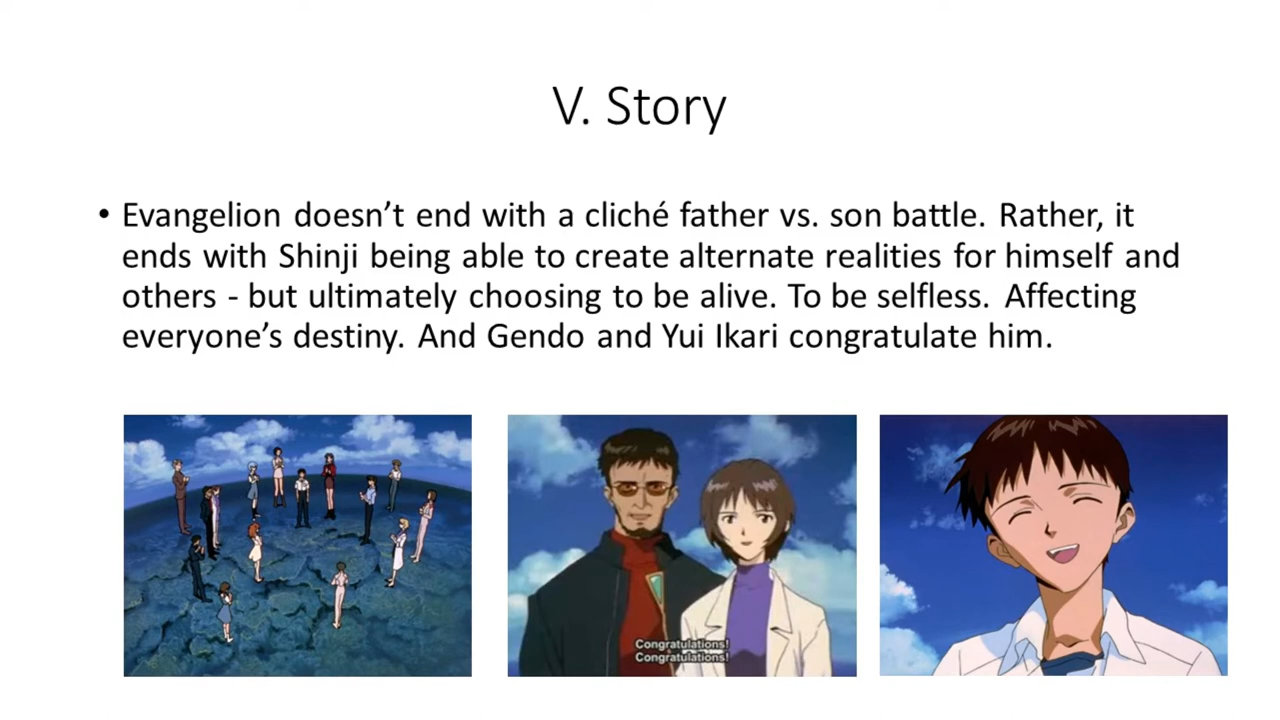 V. Story
• Evangelion doesn’t end with a cliché father vs. son battle. Rather, it
ends with Shinji being able to create alternate realities for himself and
others - but ultimately choosing to be alive. To be selfless. Affecting
everyone’s destiny. And Gendo and Yui Ikari congratulate him.
Congratulations!
Congratulations!